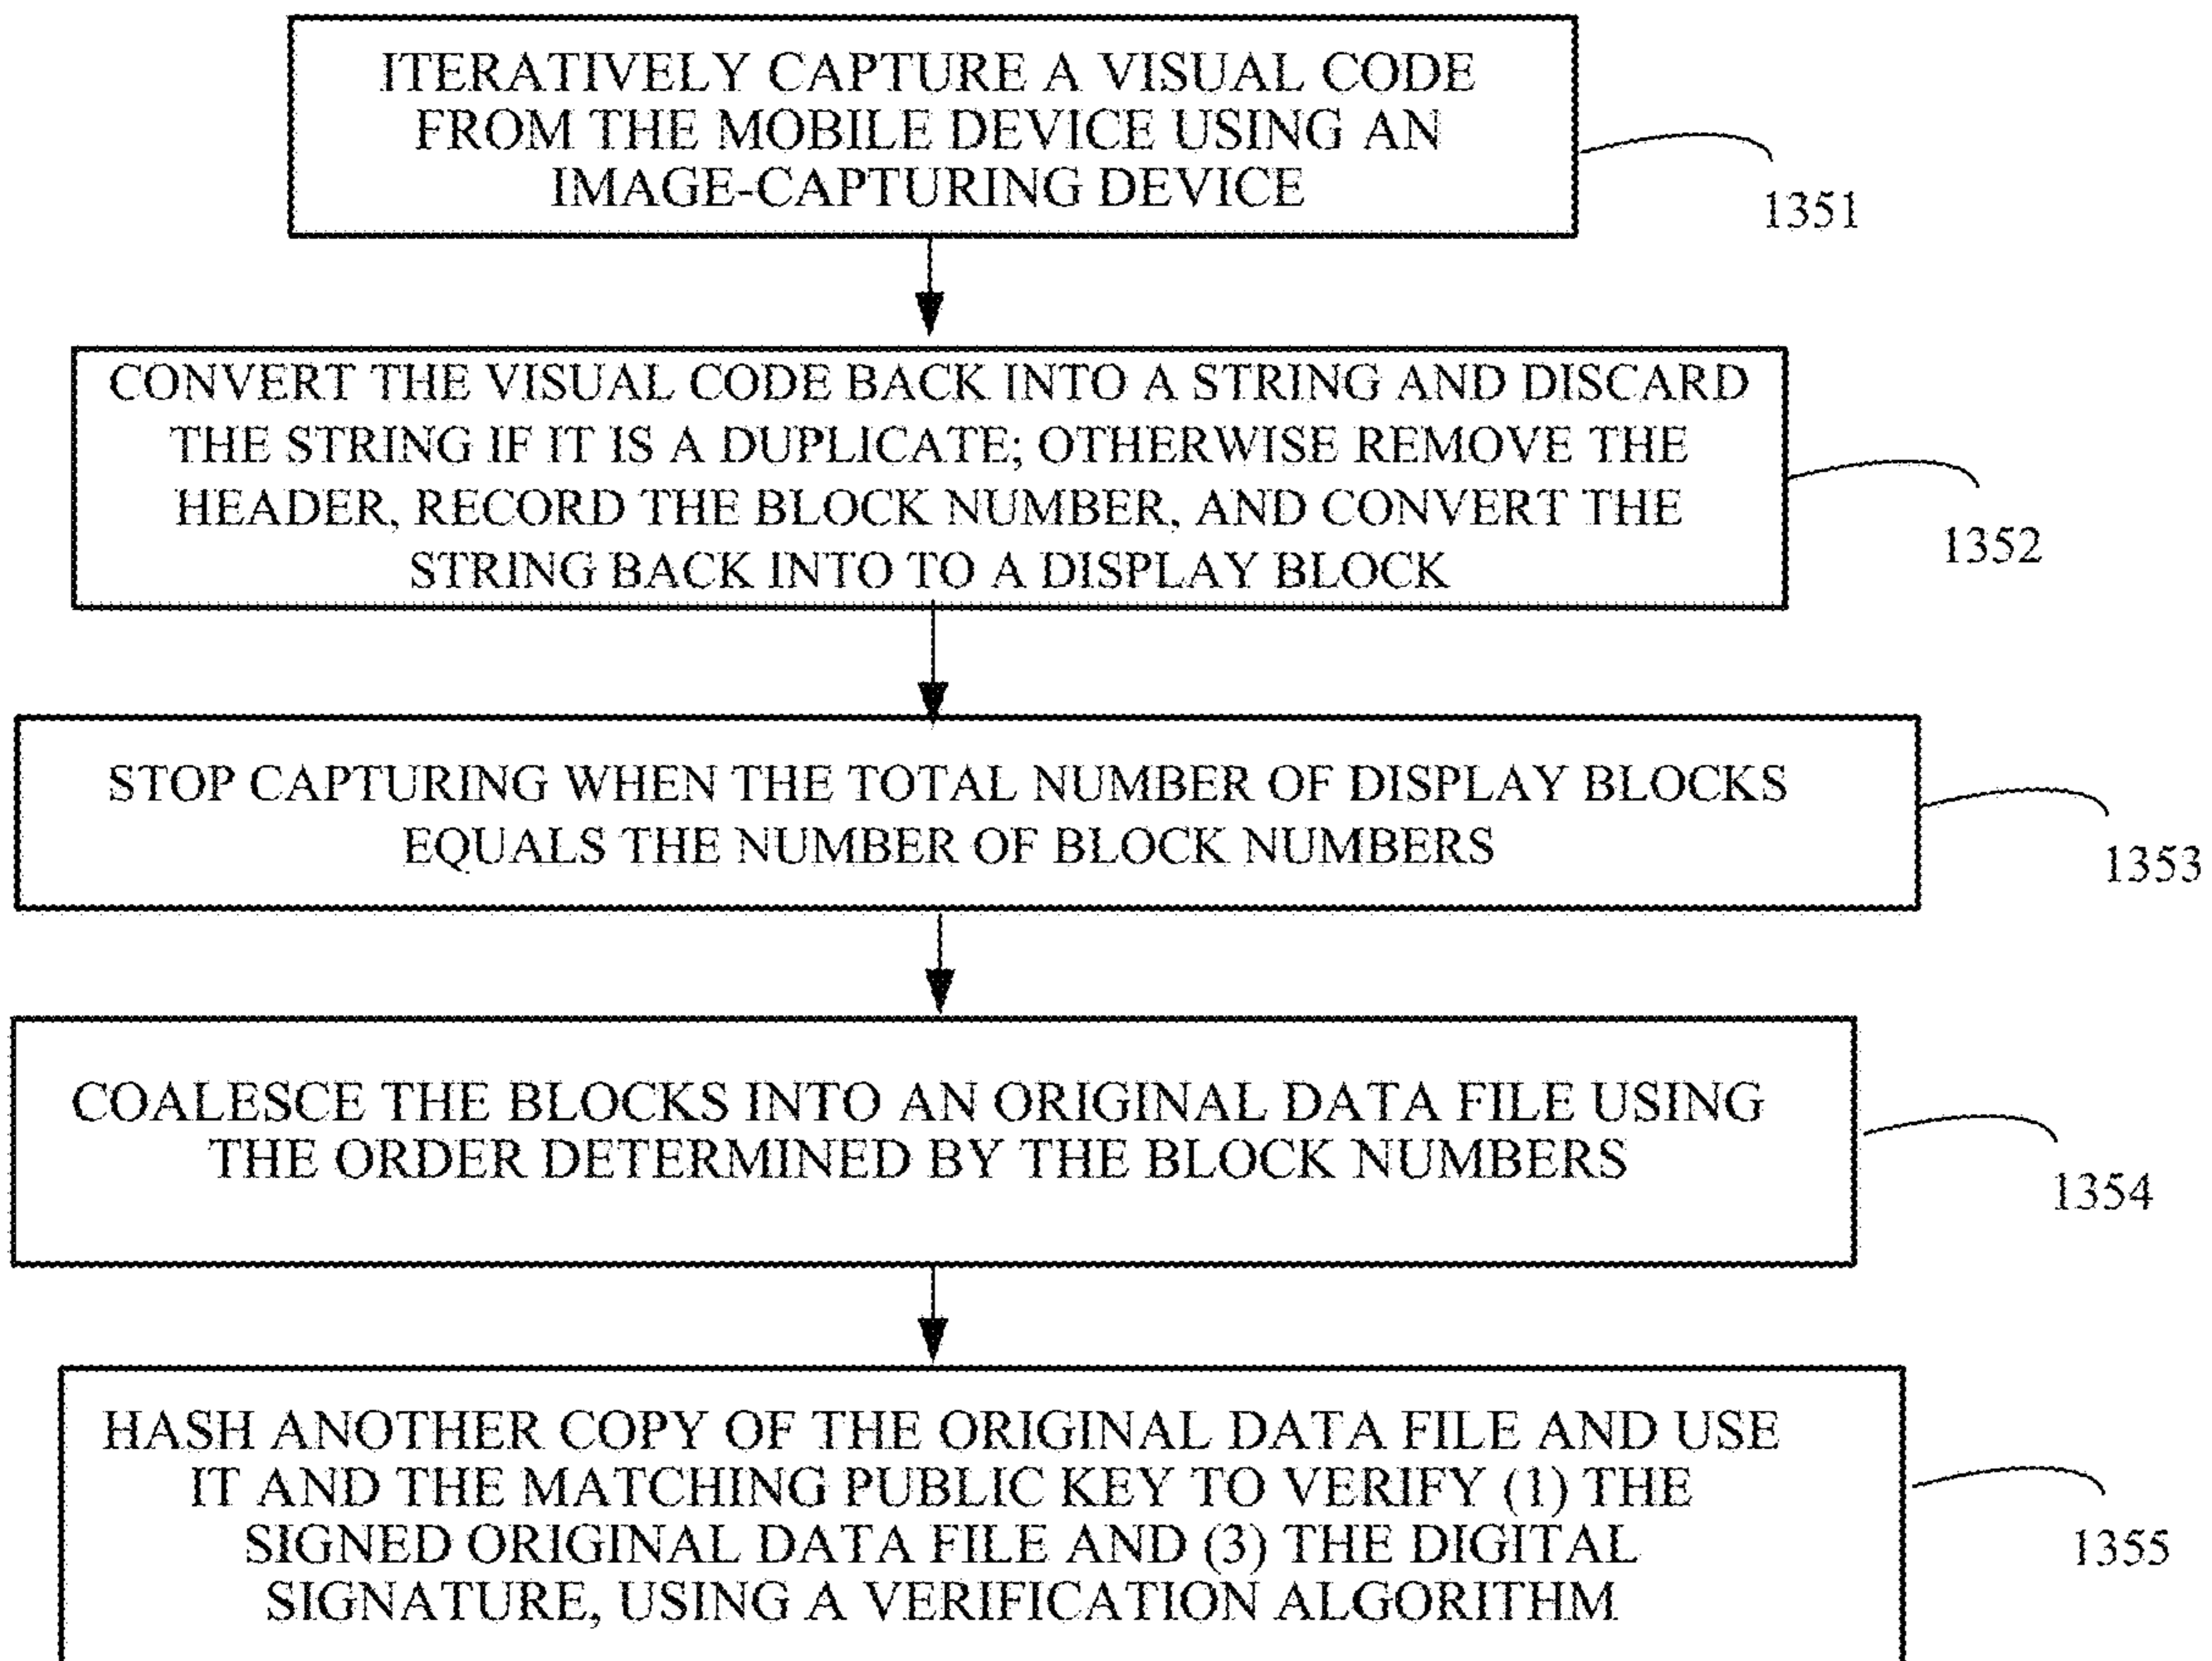 ITERATIVELY CAPTURE A VISUAL CODE
FROM THE MOBILE DEVICE USING AN
IMAGE-CAPTURING DEVICE
1351
CONVERT THE VISUAL CODE BACK INTO A STRING AND DISCARD
THE STRING IF IT IS A DUPLICATE; OTHERWISE REMOVE THE
HEADER, RECORD THE BLOCK NUMBER, AND CONVERT THE
STRING BACK INTO TO A DISPLAY BLOCK
1352
STOP CAPTURING WHEN THE TOTAL NUMBER OF DISPLAY BLOCKS
EQUALS THE NUMBER OF BLOCK NUMBERS
1353
COALESCE THE BLOCKS INTO AN ORIGINAL DATA FILE USING
THE ORDER DETERMINED BY THE BLOCK NUMBERS
1354
HASH ANOTHER COPY OF THE ORIGINAL DATA FILE AND USE
IT AND THE MATCHING PUBLIC KEY TO VERIFY (1) THE
SIGNED ORIGINAL DATA FILE AND (3) THE DIGITAL
SIGNATURE, USING A VERIFICATION ALGORITHM
1355